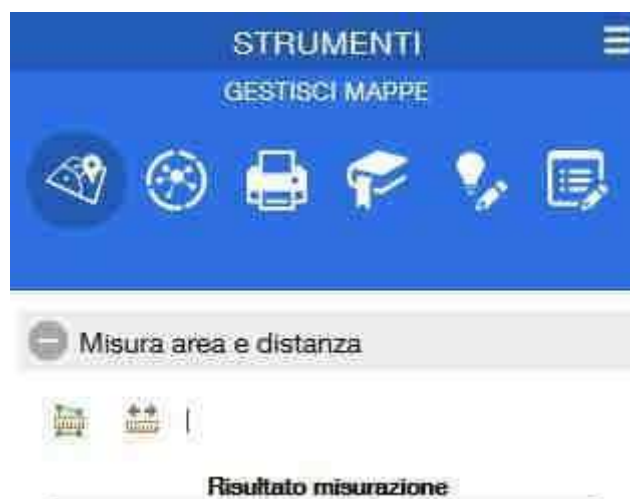 STRUMENTI
GESTISCI MAPPE
Misura area e distanza
Risultato misurazione